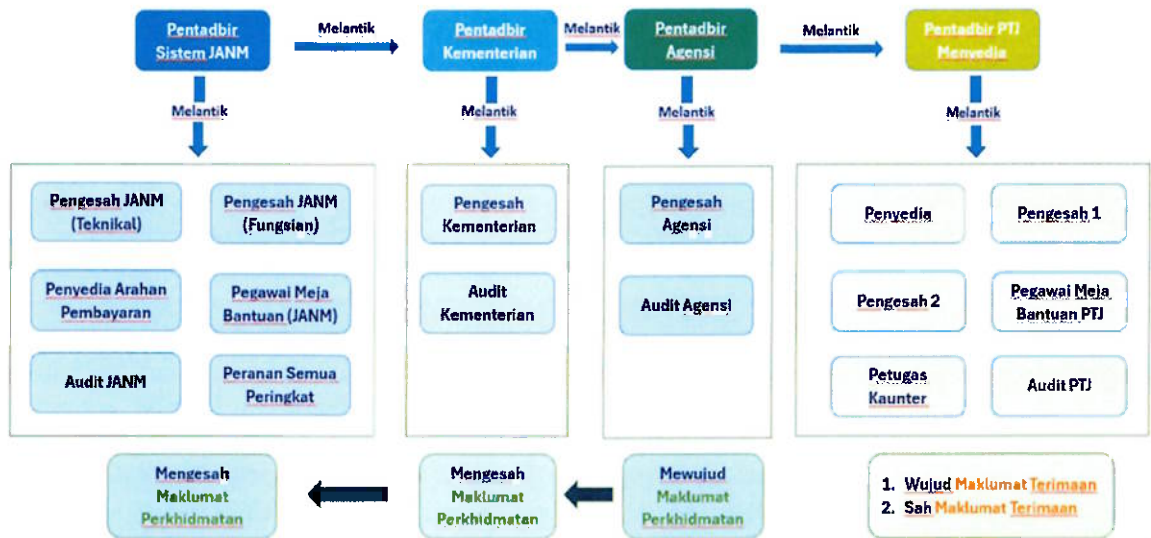 Pentadbir
Sistem JANM
Melantik
Pentadbir
Kementerian
Melantik
Pentadbir
Agensi
Melantik
Pentadbir PTJ
Menyedia
Melantik
Melantik
Melantik
Melantik
Pengesah JANM
(Teknikal)
Pengesah JANM
(Fungsian)
Penyedia Arahan
Pembayaran
Pegawai Meja
Bantuan (JANM)
Audit JANM
Peranan Semua
Peringkat
Pengesah
Kementerian
Audit
Kementerian
Pengesah
Agensi
Audit Agensi
Penyedia
Pengesah 1
Pengesah 2
Pegawai Meja
Bantuan PTJ
Petugas
Kaunter
Audit PTJ
Mengesah
Maklumat
Perkhidmatan
Mengesah
Maklumat
Perkhidmatan
Mewujud
Maklumat
Perkhidmatan
1. Wujud Maklumat Terimaan
2. Sah Maklumat Terimaan